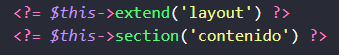 <?= $this->extend('layout') ?>
<?= $this->section('contenido') ?>